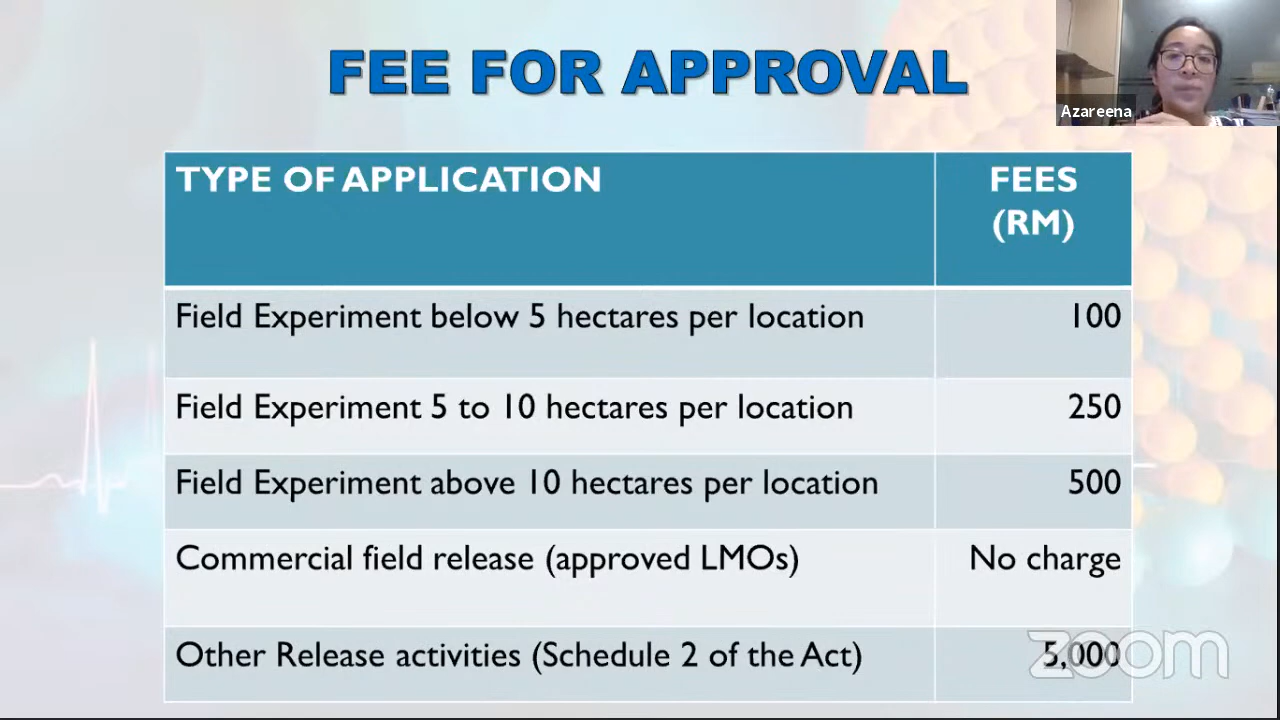 FEE FOR APPROVAL
Azareena
TYPE OF APPLICATION
FEES
(RM)
Field Experiment below 5 hectares per location
100
Field Experiment 5 to 10 hectares per location
250
Field Experiment above 10 hectares per location
500
Commercial field release (approved LMOs)
No charge
Other Release activities (Schedule 2 of the Act)
5,000
zoom